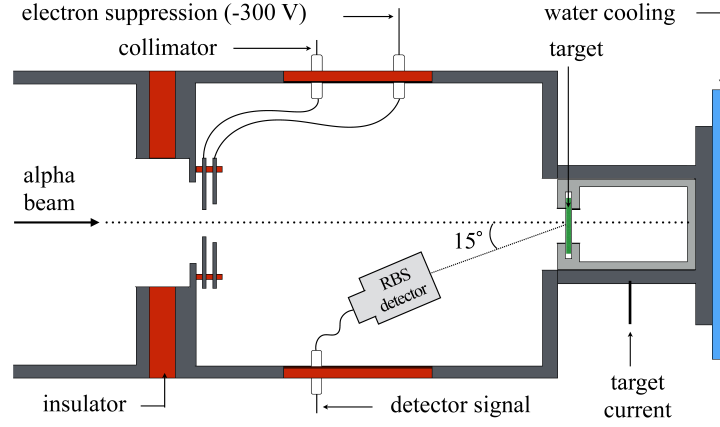 electron suppression (-300 V)
water cooling
collimator
target
alpha
beam
15°
RBS
detector
insulator
detector signal
target
current